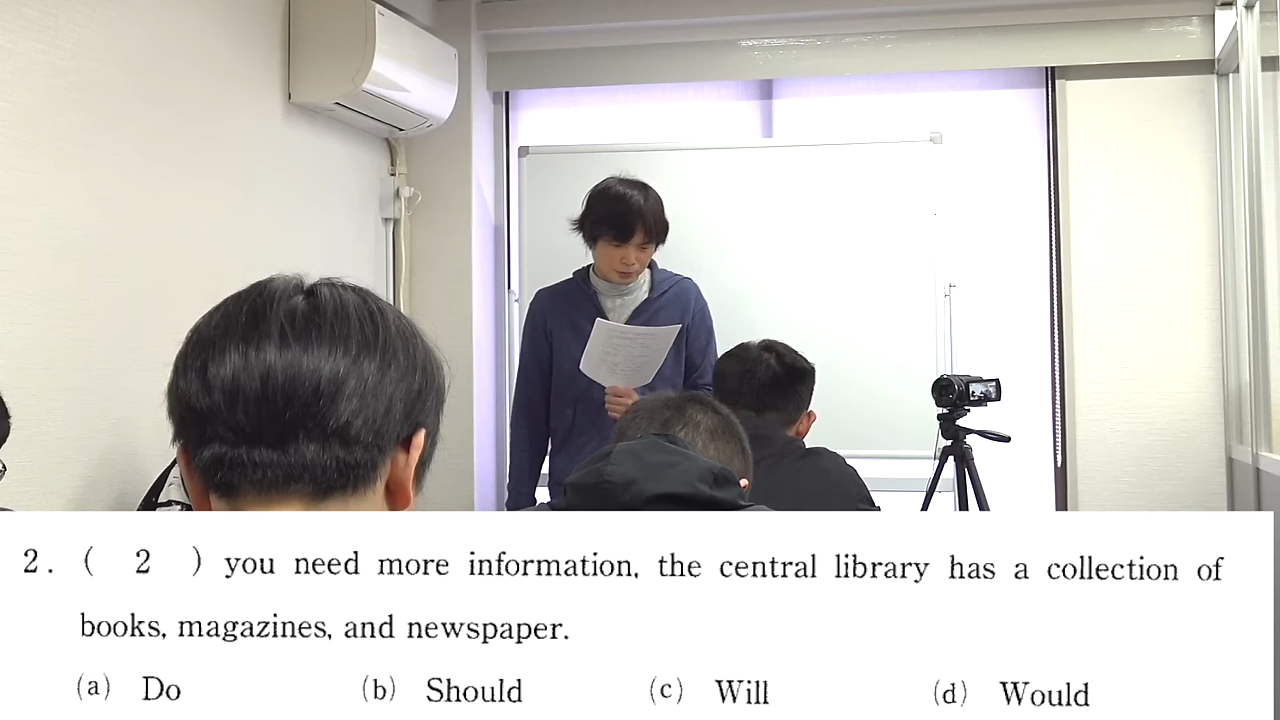 2. ( 2 ) you need more information, the central library has a collection of
books, magazines, and newspaper.
(a) Do (b) Should (c) Will (d) Would